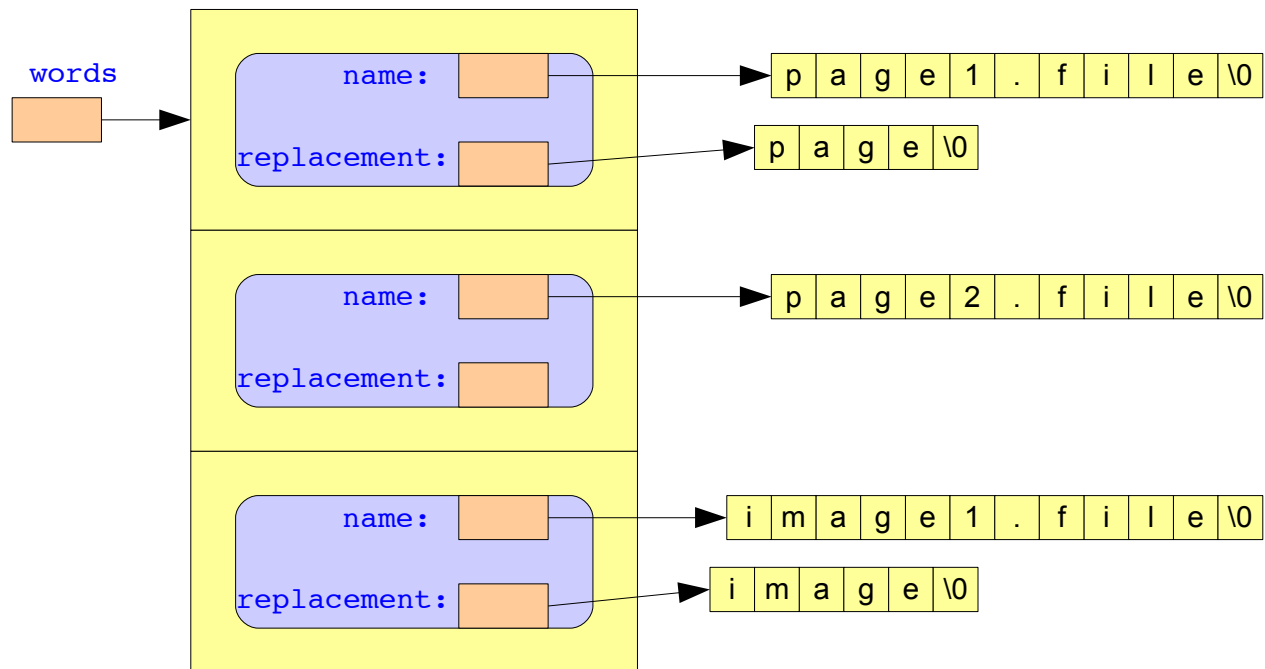 words
name: p a g e 1 . f i l e \0
replacement: p a g e \0
name: p a g e 2 . f i l e \0
replacement:
name: i m a g e 1 . f i l e \0
replacement: i m a g e \0